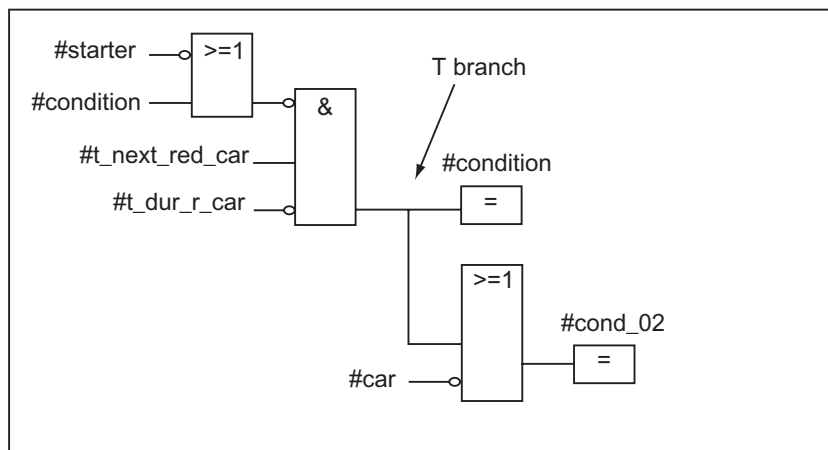 #starter
>=1
T branch
#condition
&
#t_next_red_car
#condition
#t_dur_r_car
=
>=1
#cond_02
=
#car